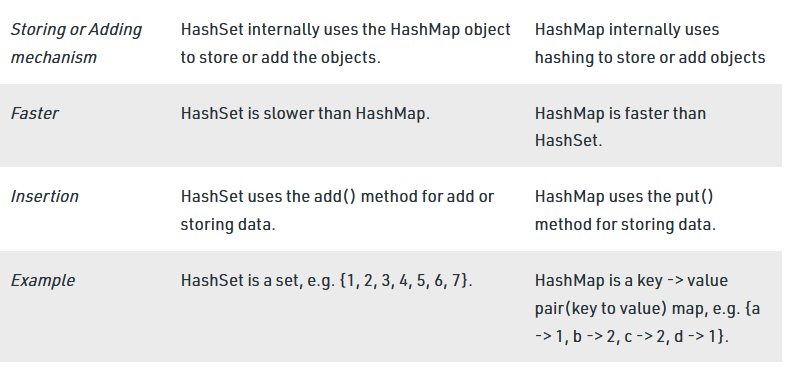 Storing or Adding
mechanism
HashSet internally uses the HashMap object
to store or add the objects.
HashMap internally uses
hashing to store or add objects
Faster
HashSet is slower than HashMap.
HashMap is faster than
HashSet.
Insertion
HashSet uses the add() method for add or
storing data.
HashMap uses the put()
method for storing data.
Example
HashSet is a set, e.g. {1, 2, 3, 4, 5, 6, 7}.
HashMap is a key -> value
pair(key to value) map, e.g. {a
-> 1, b -> 2, c -> 2, d -> 1}.